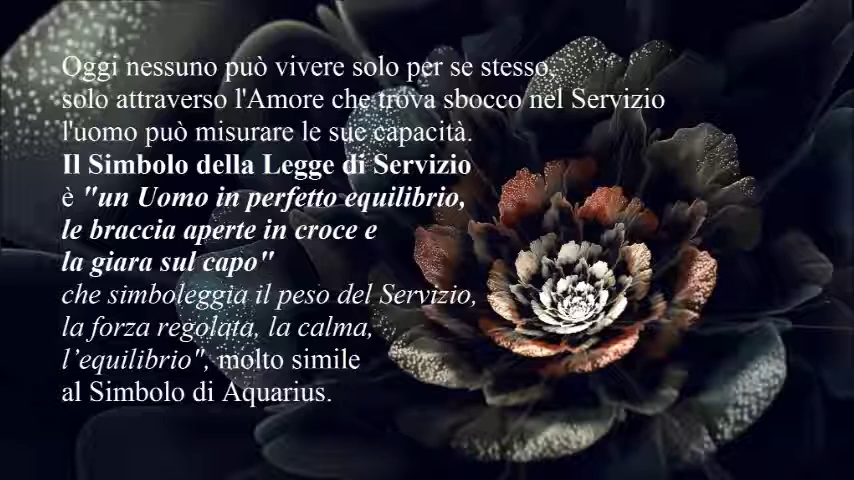 Oggi nessuno può vivere solo per se stesso,
solo attraverso l'Amore che trova sbocco nel Servizio
l'uomo può misurare le sue capacità.
Il Simbolo della Legge di Servizio
è "un Uomo in perfetto equilibrio,
le braccia aperte in croce e
la giara sul capo"
che simboleggia il peso del Servizio,
la forza regolata, la calma,
l’equilibrio", molto simile
al Simbolo di Aquarius.